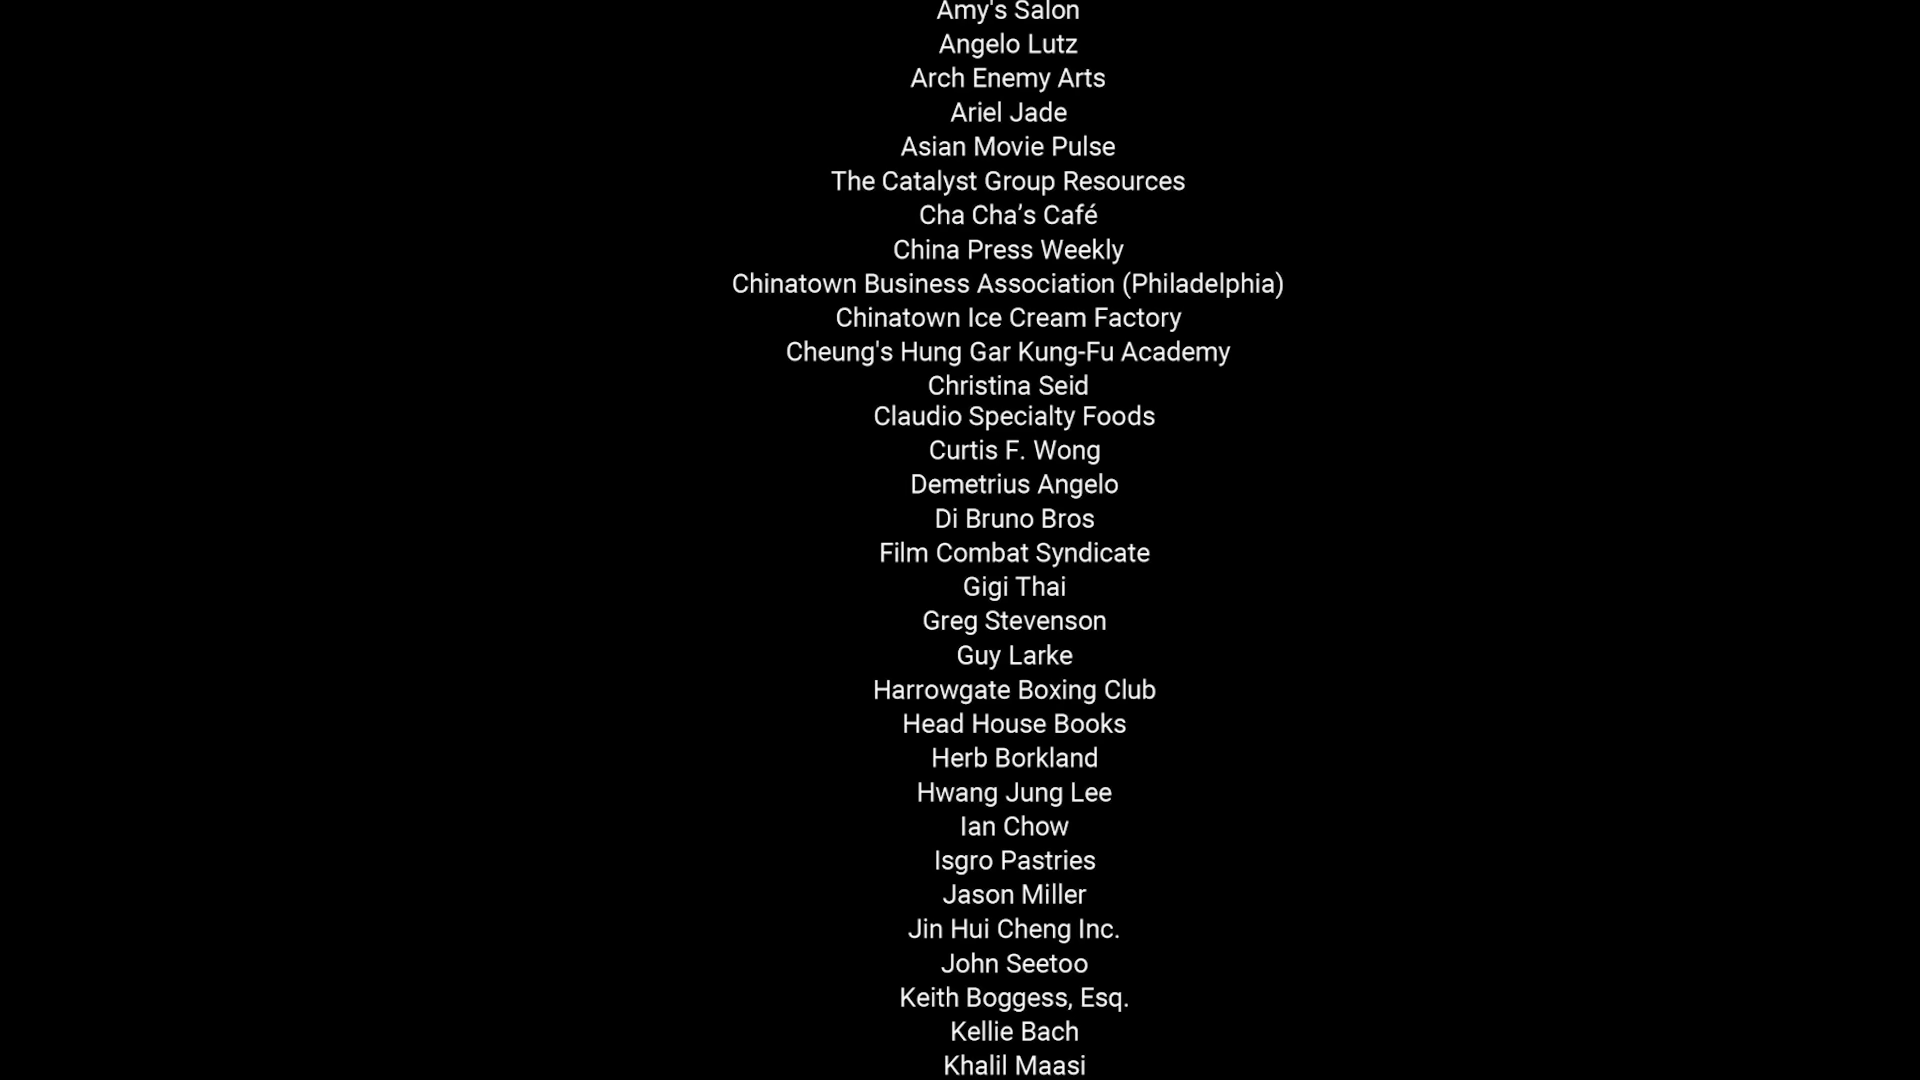 Amy's Salon
Angelo Lutz
Arch Enemy Arts
Ariel Jade
Asian Movie Pulse
The Catalyst Group Resources
Cha Cha’s Café
China Press Weekly
Chinatown Business Association (Philadelphia)
Chinatown Ice Cream Factory
Cheung's Hung Gar Kung-Fu Academy
Christina Seid
Claudio Specialty Foods
Curtis F. Wong
Demetrius Angelo
Di Bruno Bros
Film Combat Syndicate
Gigi Thai
Greg Stevenson
Guy Larke
Harrowgate Boxing Club
Head House Books
Herb Borkland
Hwang Jung Lee
Ian Chow
Isgro Pastries
Jason Miller
Jin Hui Cheng Inc.
John Seetoo
Keith Boggess, Esq.
Kellie Bach
Khalil Maasi